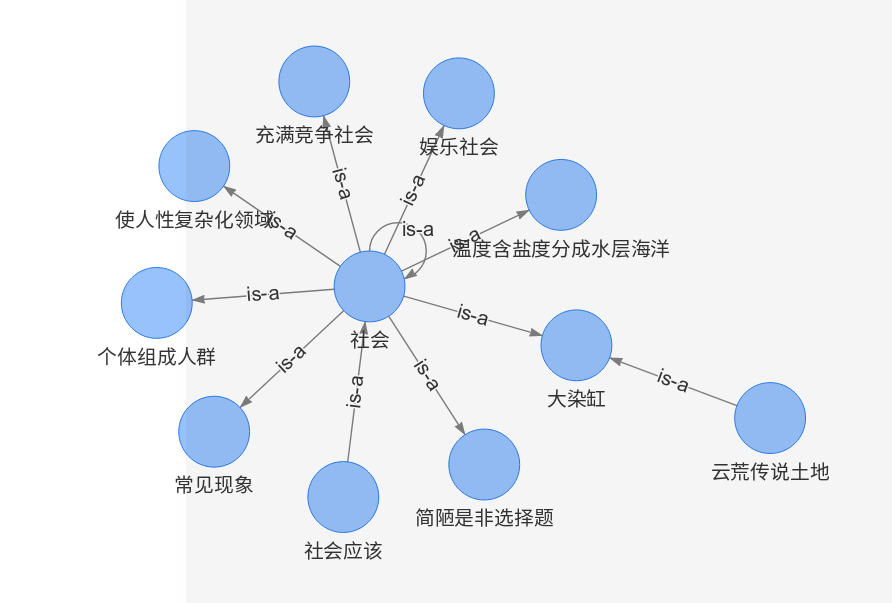 充满竞争社会
娱乐社会
is-a
is-a
使人性复杂化领域
is-a
is-a
is-a
温度含盐度分成水层海洋
is-a
is-a
社会
个体组成人群
is-a
is-a
is-a
is-a
大染缸
云荒传说土地
常见现象
简陋是非选择题
社会应该